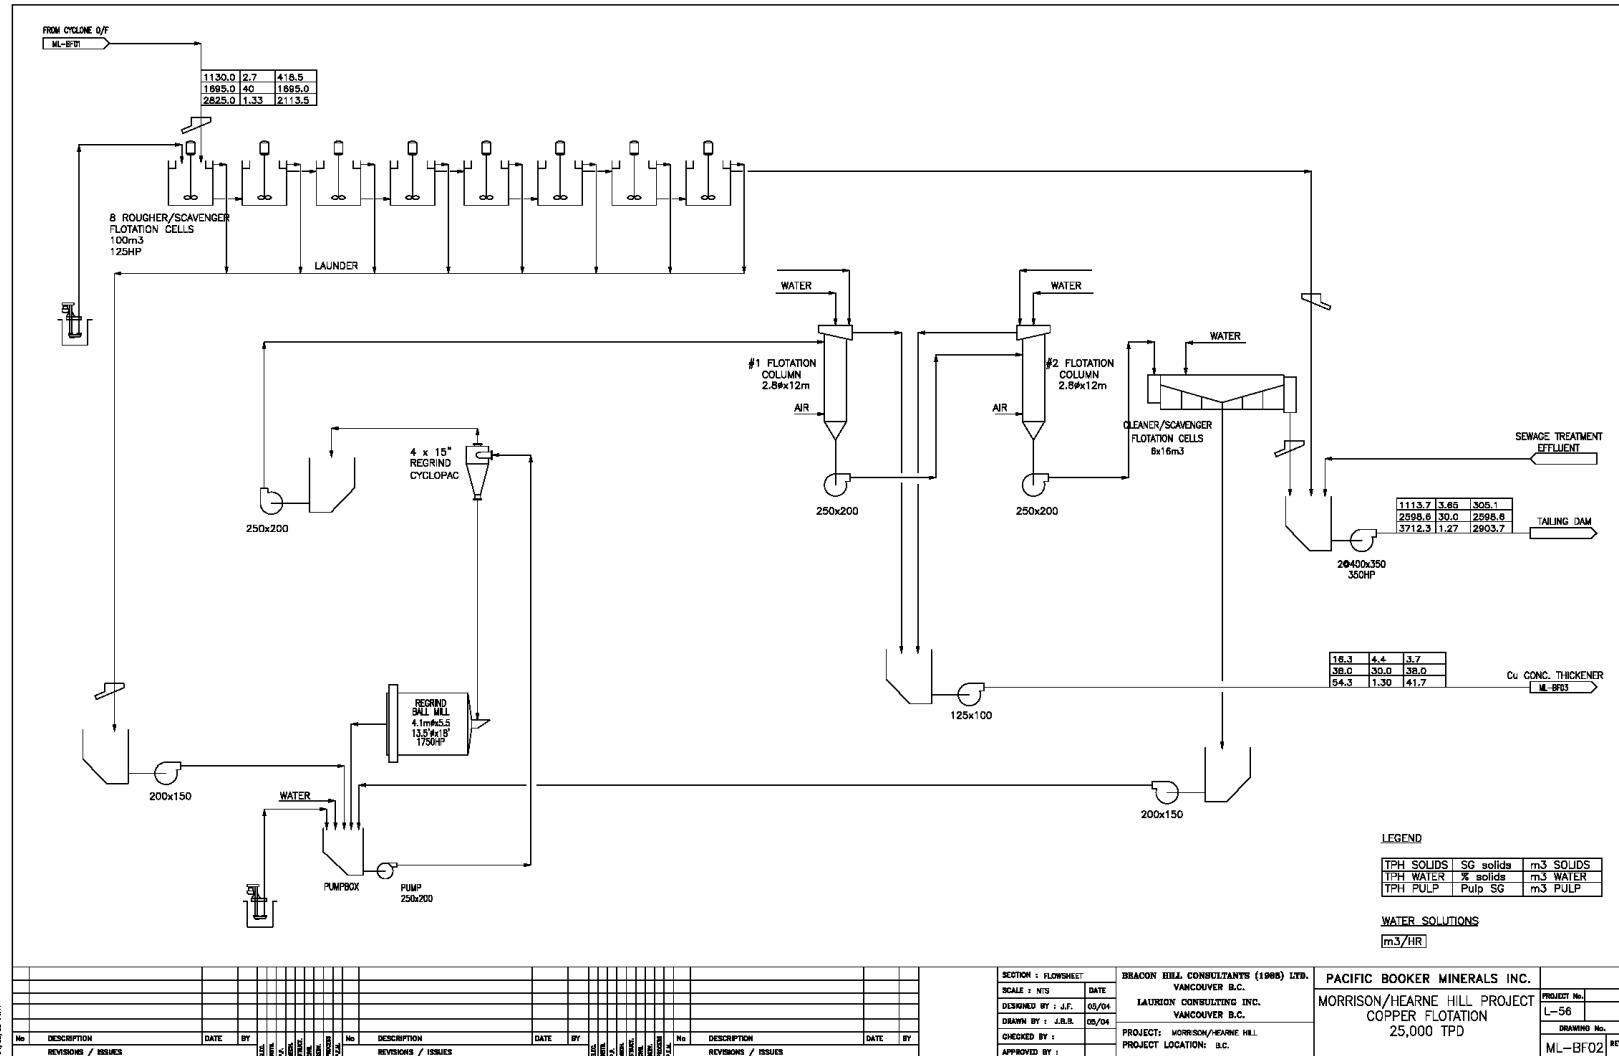 FROM CYCLONE O/F
ML-BF01
1130.0 2.7 418.5
1695.0 40 1695.0
2825.0 1.33 2113.5
8 ROUGHER/SCAVENGER
FLOTATION CELLS
100m3
125HP
LAUNDER
WATER
WATER
#1 FLOTATION
COLUMN
2.8øx12m
AIR
#2 FLOTATION
COLUMN
2.8øx12m
AIR
WATER
CLEANER/SCAVENGER
FLOTATION CELLS
6x16m3
SEWAGE TREATMENT
EFFLUENT
4 x 15"
REGRIND
CYCLOPAC
250x200
250x200
250x200
1113.7 3.65 305.1
2598.6 30.0 2598.6
3712.3 1.27 2903.7
TAILING DAM
2@400x350
350HP
16.3 4.4 3.7
38.0 30.0 38.0
54.3 1.30 41.7
Cu CONC. THICKENER
ML-BF03
125x100
REGRIND
BALL MILL
4.1møx5.5
13.5'øx18'
1750HP
200x150
WATER
200x150
PUMPBOX
PUMP
250x200
LEGEND
TPH SOLIDS SG solids m3 SOLIDS
TPH WATER % solids m3 WATER
TPH PULP Pulp SG m3 PULP
WATER SOLUTIONS
m3/HR
No DESCRIPTION DATE BY
REVISIONS / ISSUES
No DESCRIPTION DATE BY
REVISIONS / ISSUES
No DESCRIPTION DATE BY
REVISIONS / ISSUES
SECTION : FLOWSHEET
SCALE : NTS DATE
DESIGNED BY : J.F. 05/04
DRAWN BY : J.B.B. 05/04
CHECKED BY :
APPROVED BY :
BEACON HILL CONSULTANTS (1988) LTD.
VANCOUVER B.C.
LAURION CONSULTING INC.
VANCOUVER B.C.
PROJECT: MORRISON/HEARNE HILL
PROJECT LOCATION: B.C.
PACIFIC BOOKER MINERALS INC.
MORRISON/HEARNE HILL PROJECT
COPPER FLOTATION
25,000 TPD
PROJECT No.
L-56
DRAWING No.
ML-BF02